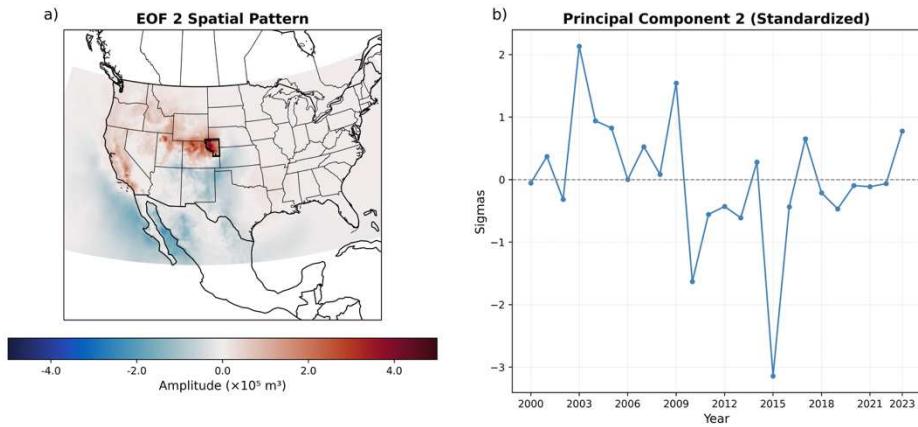 a)
EOF 2 Spatial Pattern
-4.0 -2.0 0.0 2.0 4.0
Amplitude (×10⁵ m³)
b)
Principal Component 2 (Standardized)
Sigmas
2
1
0
−1
−2
−3
2000 2003 2006 2009 2012 2015 2018 2021 2023
Year